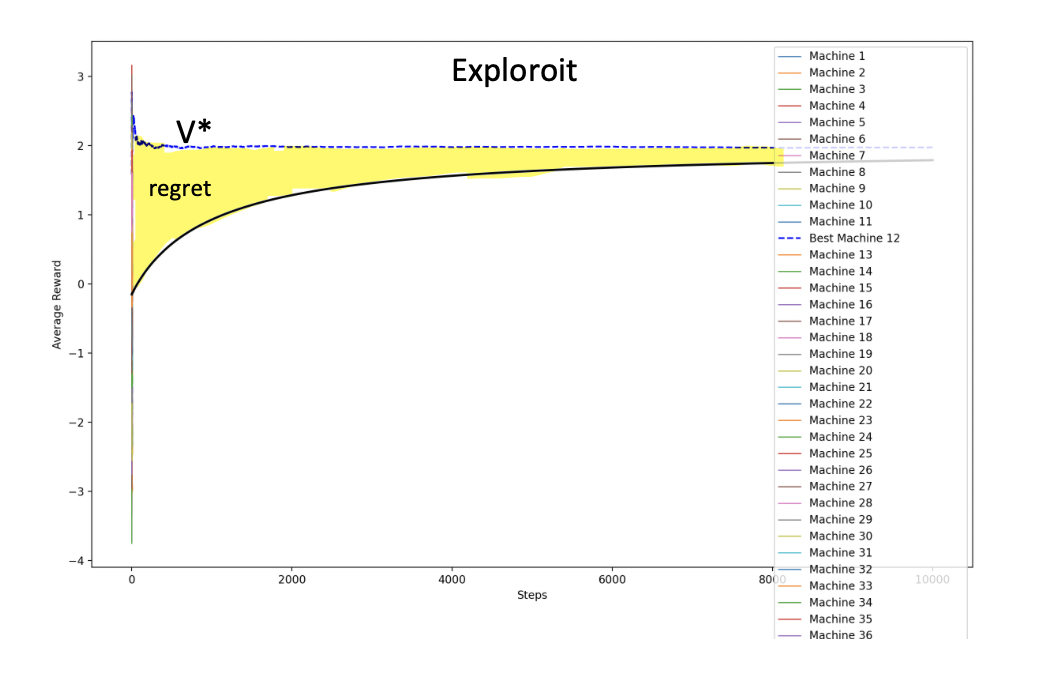 Exploroit
V*
regret
3
2
1
0
−1
−2
−3
−4
Average Reward
0
2000
4000
6000
8000
10000
Steps
Machine 1
Machine 2
Machine 3
Machine 4
Machine 5
Machine 6
Machine 7
Machine 8
Machine 9
Machine 10
Machine 11
Best Machine 12
Machine 13
Machine 14
Machine 15
Machine 16
Machine 17
Machine 18
Machine 19
Machine 20
Machine 21
Machine 22
Machine 23
Machine 24
Machine 25
Machine 26
Machine 27
Machine 28
Machine 29
Machine 30
Machine 31
Machine 32
Machine 33
Machine 34
Machine 35
Machine 36